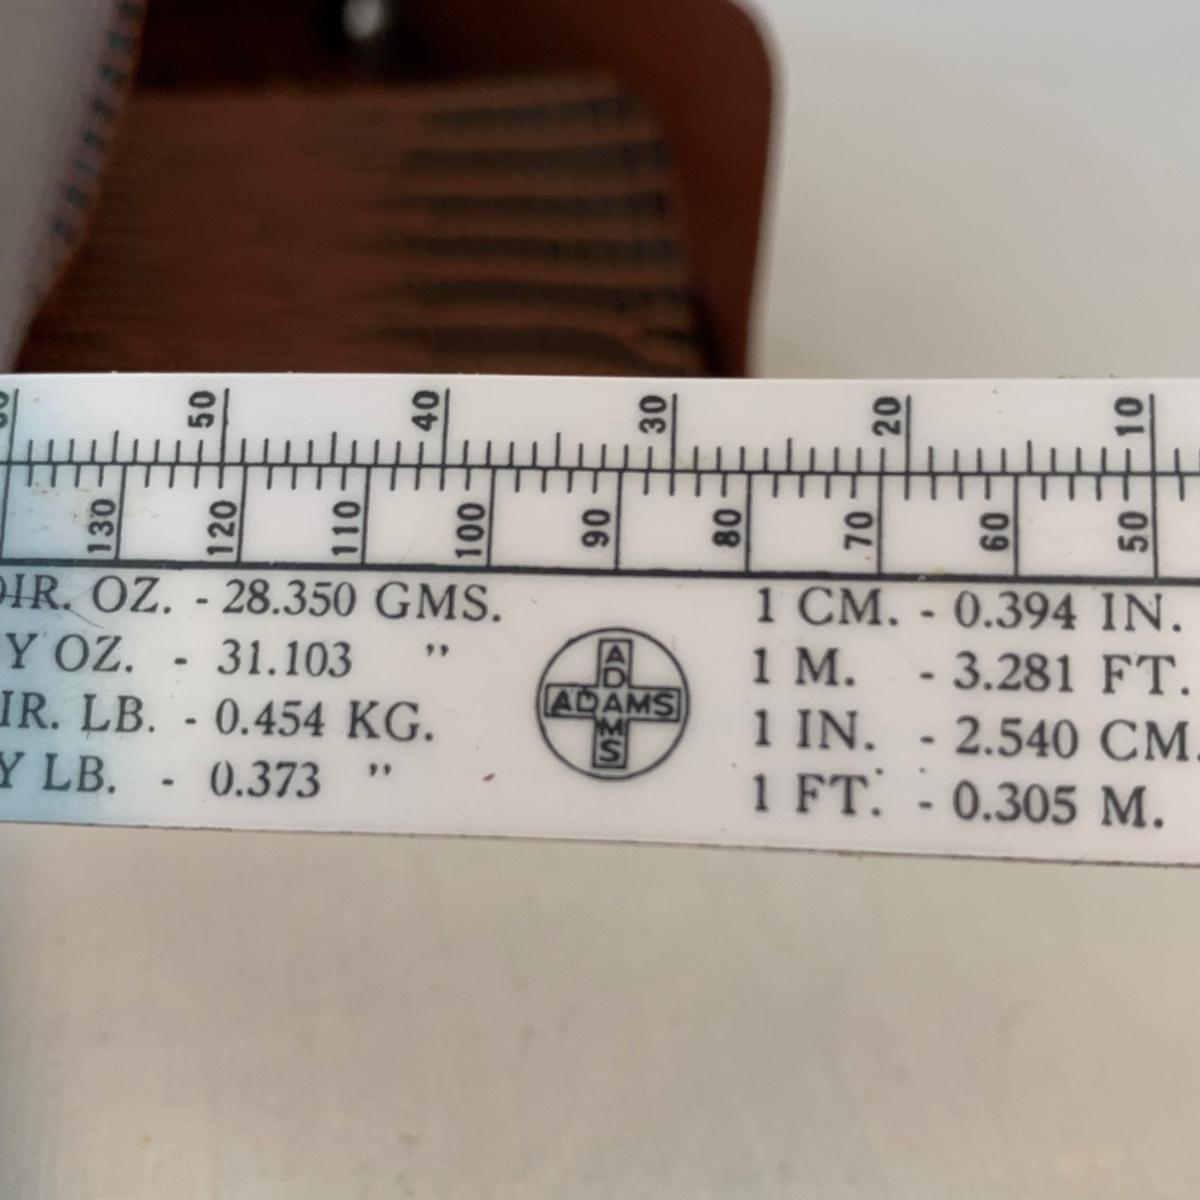 50 40 30 20 10
130 120 110 100 90 80 70 60 50
OZ. - 28.350 GMS.
Y OZ. - 31.103 "
LB. - 0.454 KG.
Y LB. - 0.373 "
ADAMS
ADAMS
1 CM. - 0.394 IN.
1 M. - 3.281 FT.
1 IN. - 2.540 CM.
1 FT. - 0.305 M.